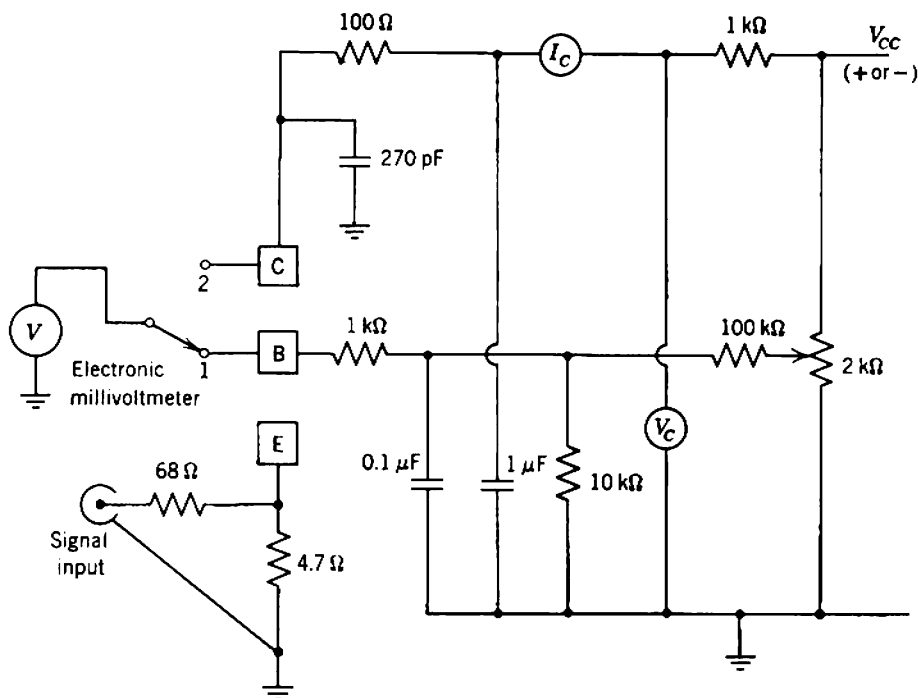 100 Ω
I_C
1 kΩ
V_CC
(+ or −)
270 pF
C
2
V
1 kΩ
100 kΩ
B
1
2 kΩ
Electronic
millivoltmeter
E
V_C
68 Ω
0.1 μF
1 μF
10 kΩ
Signal
input
4.7 Ω